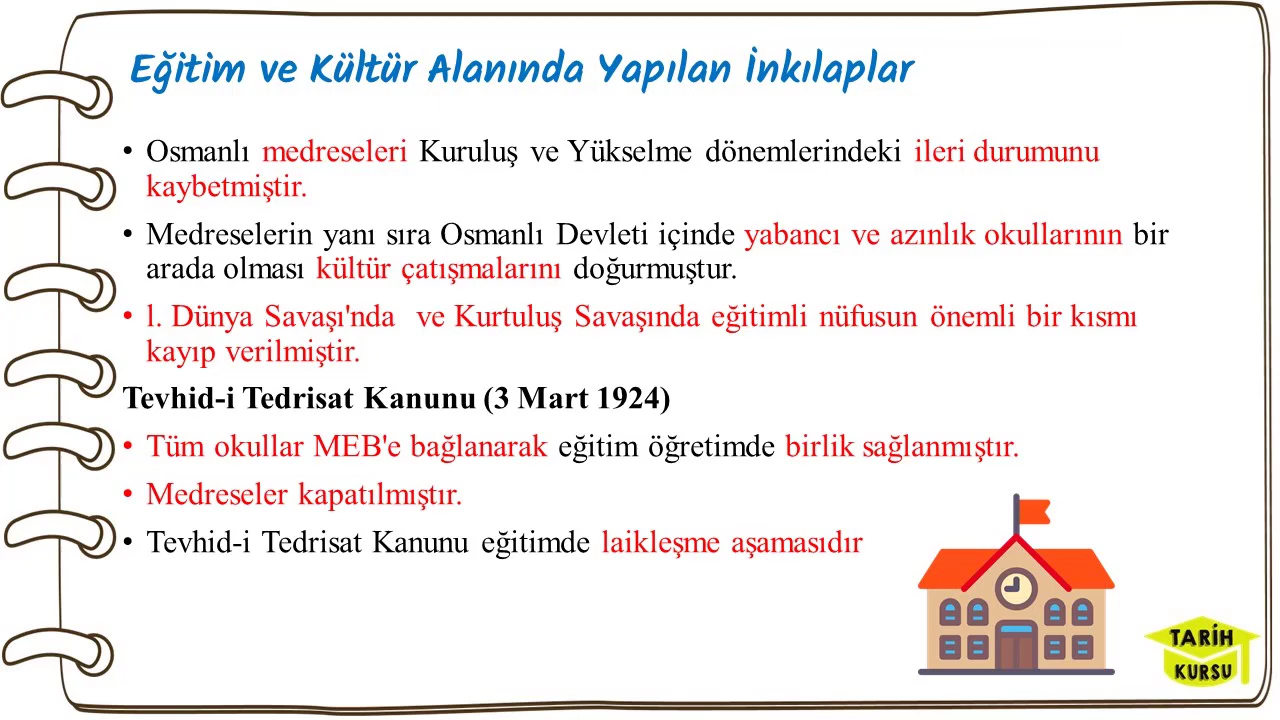 Eğitim ve Kültür Alanında Yapılan İnkılaplar
• Osmanlı medreseleri Kuruluş ve Yükselme dönemlerindeki ileri durumunu
kaybetmiştir.
• Medreselerin yanı sıra Osmanlı Devleti içinde yabancı ve azınlık okullarının bir
arada olması kültür çatışmalarını doğurmuştur.
• l. Dünya Savaşı'nda  ve Kurtuluş Savaşında eğitimli nüfusun önemli bir kısmı
kayıp verilmiştir.
Tevhid-i Tedrisat Kanunu (3 Mart 1924)
• Tüm okullar MEB'e bağlanarak eğitim öğretimde birlik sağlanmıştır.
• Medreseler kapatılmıştır.
• Tevhid-i Tedrisat Kanunu eğitimde laikleşme aşamasıdır
TARİH
KURSU